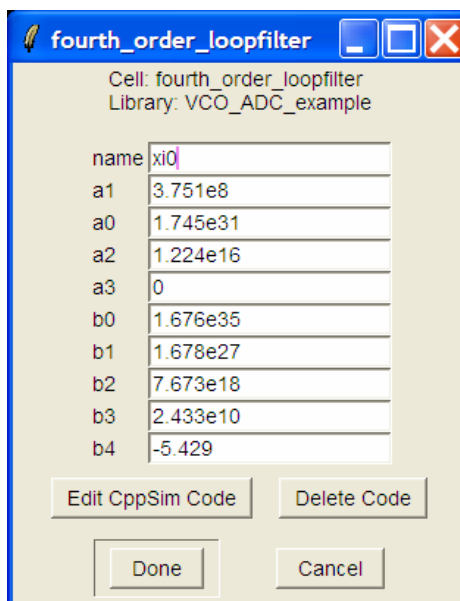 fourth_order_loopfilter
Cell: fourth_order_loopfilter
Library: VCO_ADC_example
name xi0
a1 3.751e8
a0 1.745e31
a2 1.224e16
a3 0
b0 1.676e35
b1 1.678e27
b2 7.673e18
b3 2.433e10
b4 -5.429
Edit CppSim Code Delete Code
Done Cancel